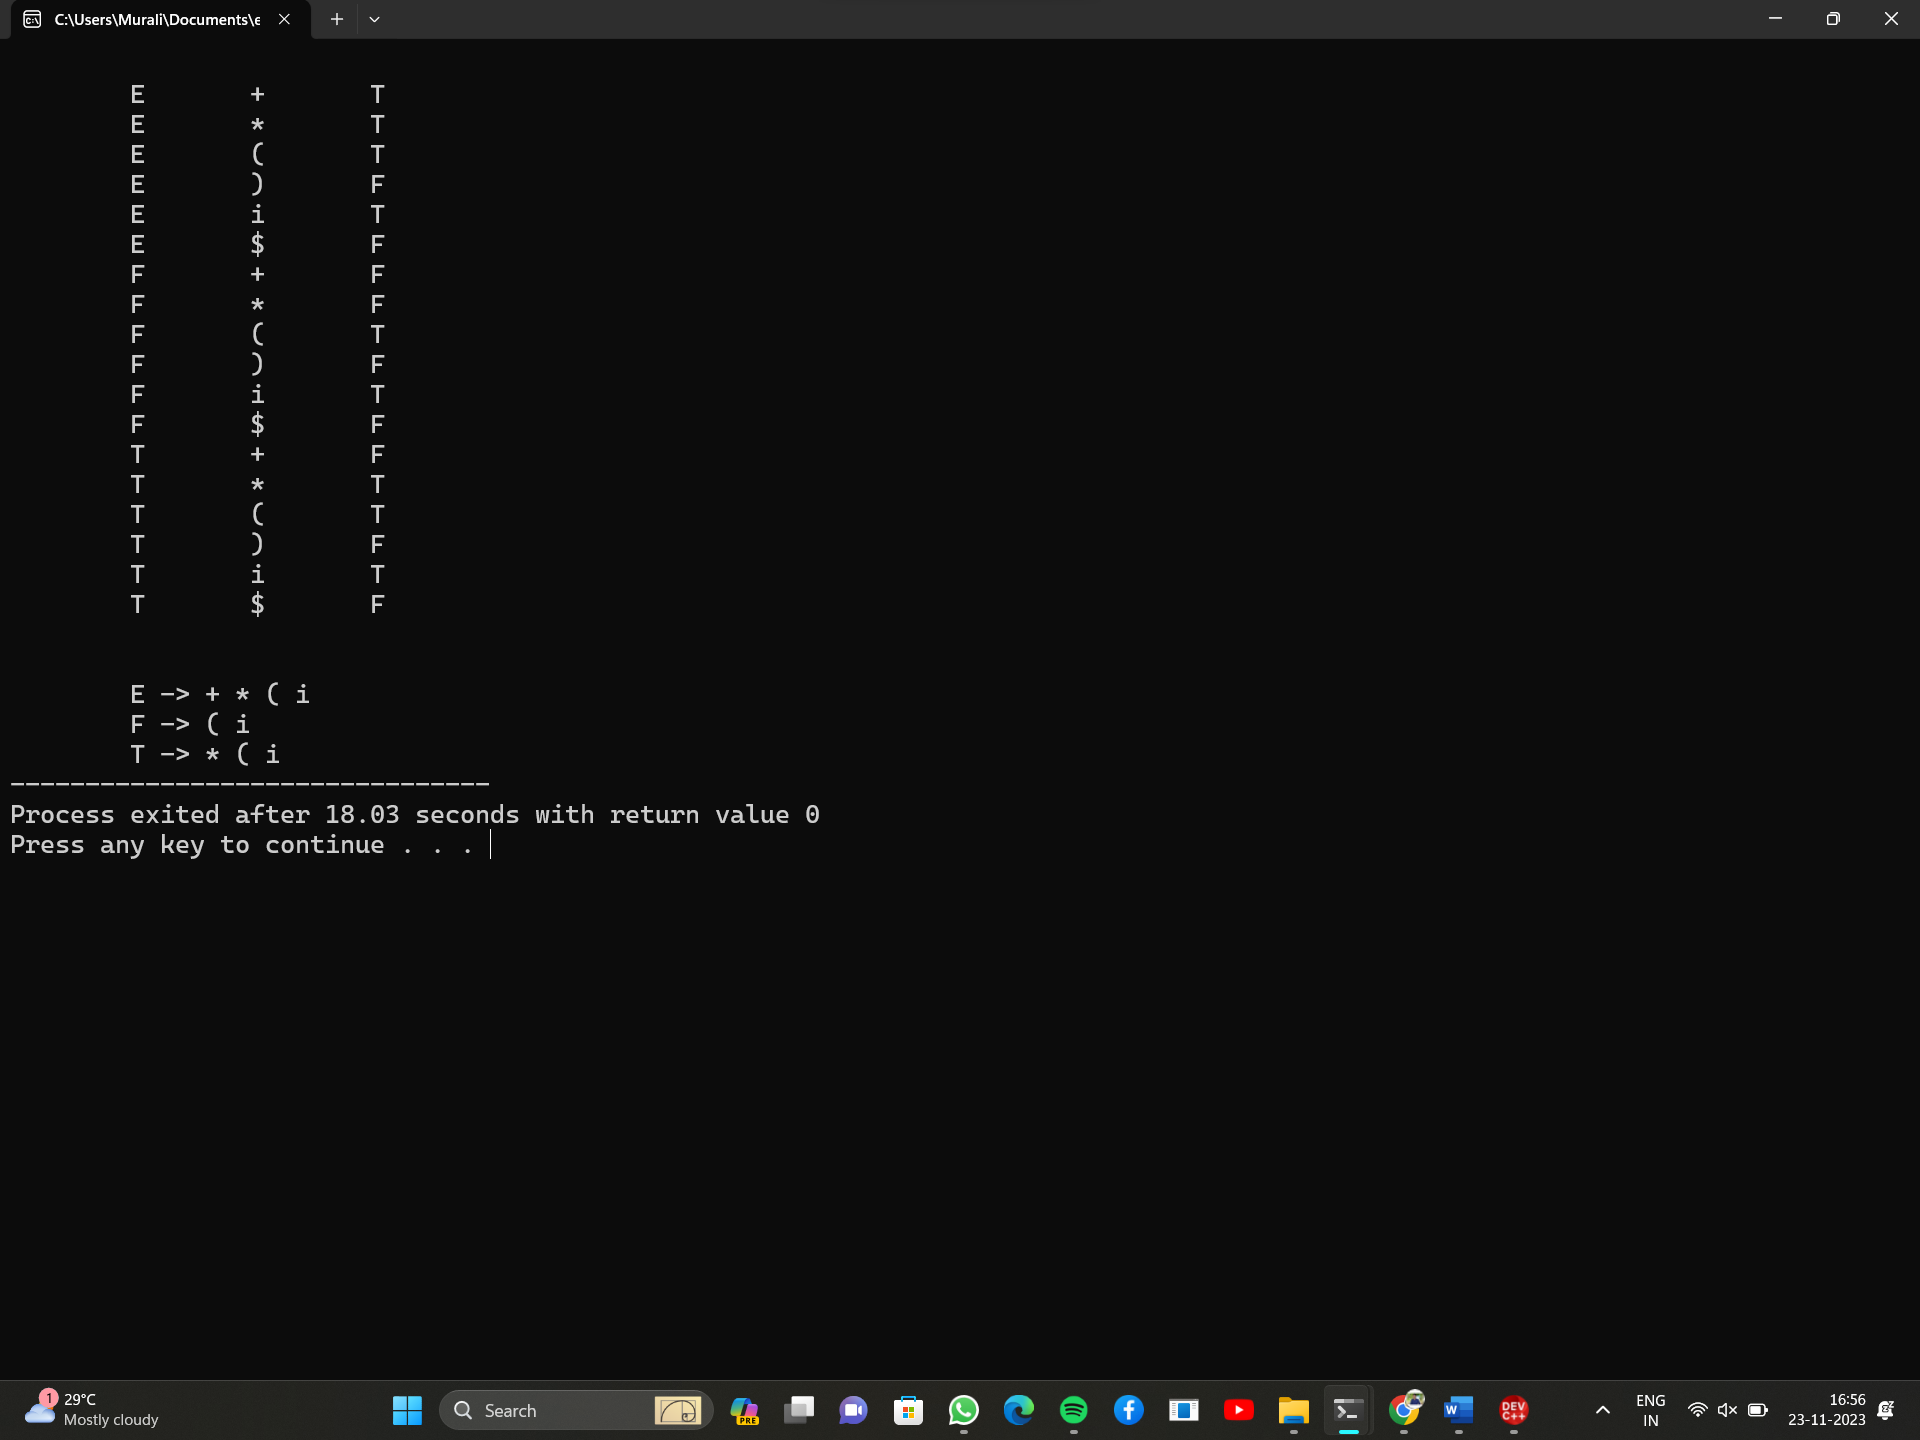 C:\Users\Murali\Documents\e
E + T
E * T
E ( T
E ) F
E i T
E $ F
F + F
F * F
F ( T
F ) F
F i T
F $ F
T + F
T * T
T ( T
T ) F
T i T
T $ F
E -> + * ( i
F -> ( i
T -> * ( i
--------------------------------
Process exited after 18.03 seconds with return value 0
Press any key to continue . . .
1
29°C
Mostly cloudy
Search
PRE
W
DEV
C++
ENG
IN
16:56
23-11-2023